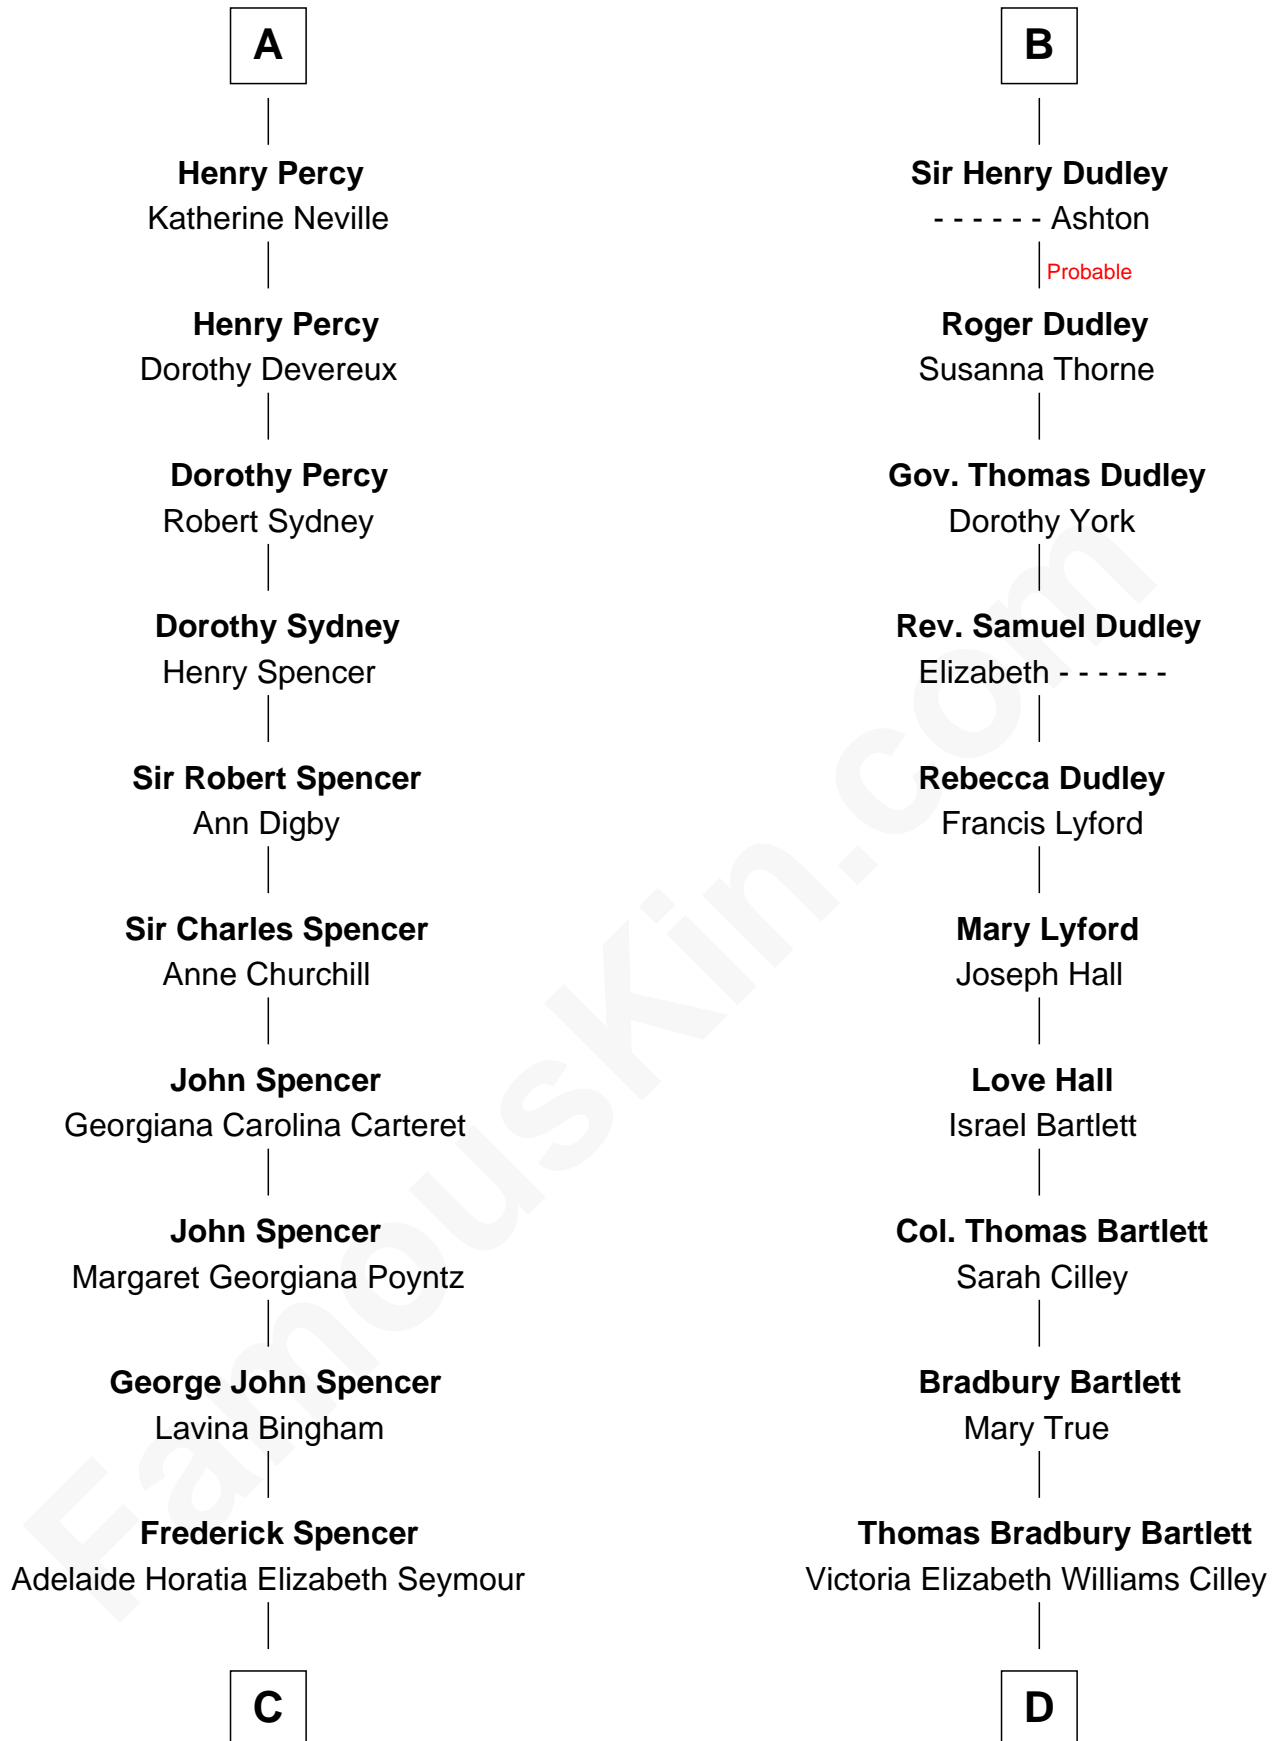 A
Henry Percy
Katherine Neville
Henry Percy
Dorothy Devereux
Dorothy Percy
Robert Sydney
Dorothy Sydney
Henry Spencer
Sir Robert Spencer
Ann Digby
Sir Charles Spencer
Anne Churchill
John Spencer
Georgiana Carolina Carteret
John Spencer
Margaret Georgiana Poyntz
George John Spencer
Lavina Bingham
Frederick Spencer
Adelaide Horatia Elizabeth Seymour
C
B
Sir Henry Dudley
- - - - - - Ashton
Probable
Roger Dudley
Susanna Thorne
Gov. Thomas Dudley
Dorothy York
Rev. Samuel Dudley
Elizabeth - - - - - -
Rebecca Dudley
Francis Lyford
Mary Lyford
Joseph Hall
Love Hall
Israel Bartlett
Col. Thomas Bartlett
Sarah Cilley
Bradbury Bartlett
Mary True
Thomas Bradbury Bartlett
Victoria Elizabeth Williams Cilley
D
FamousKin.com